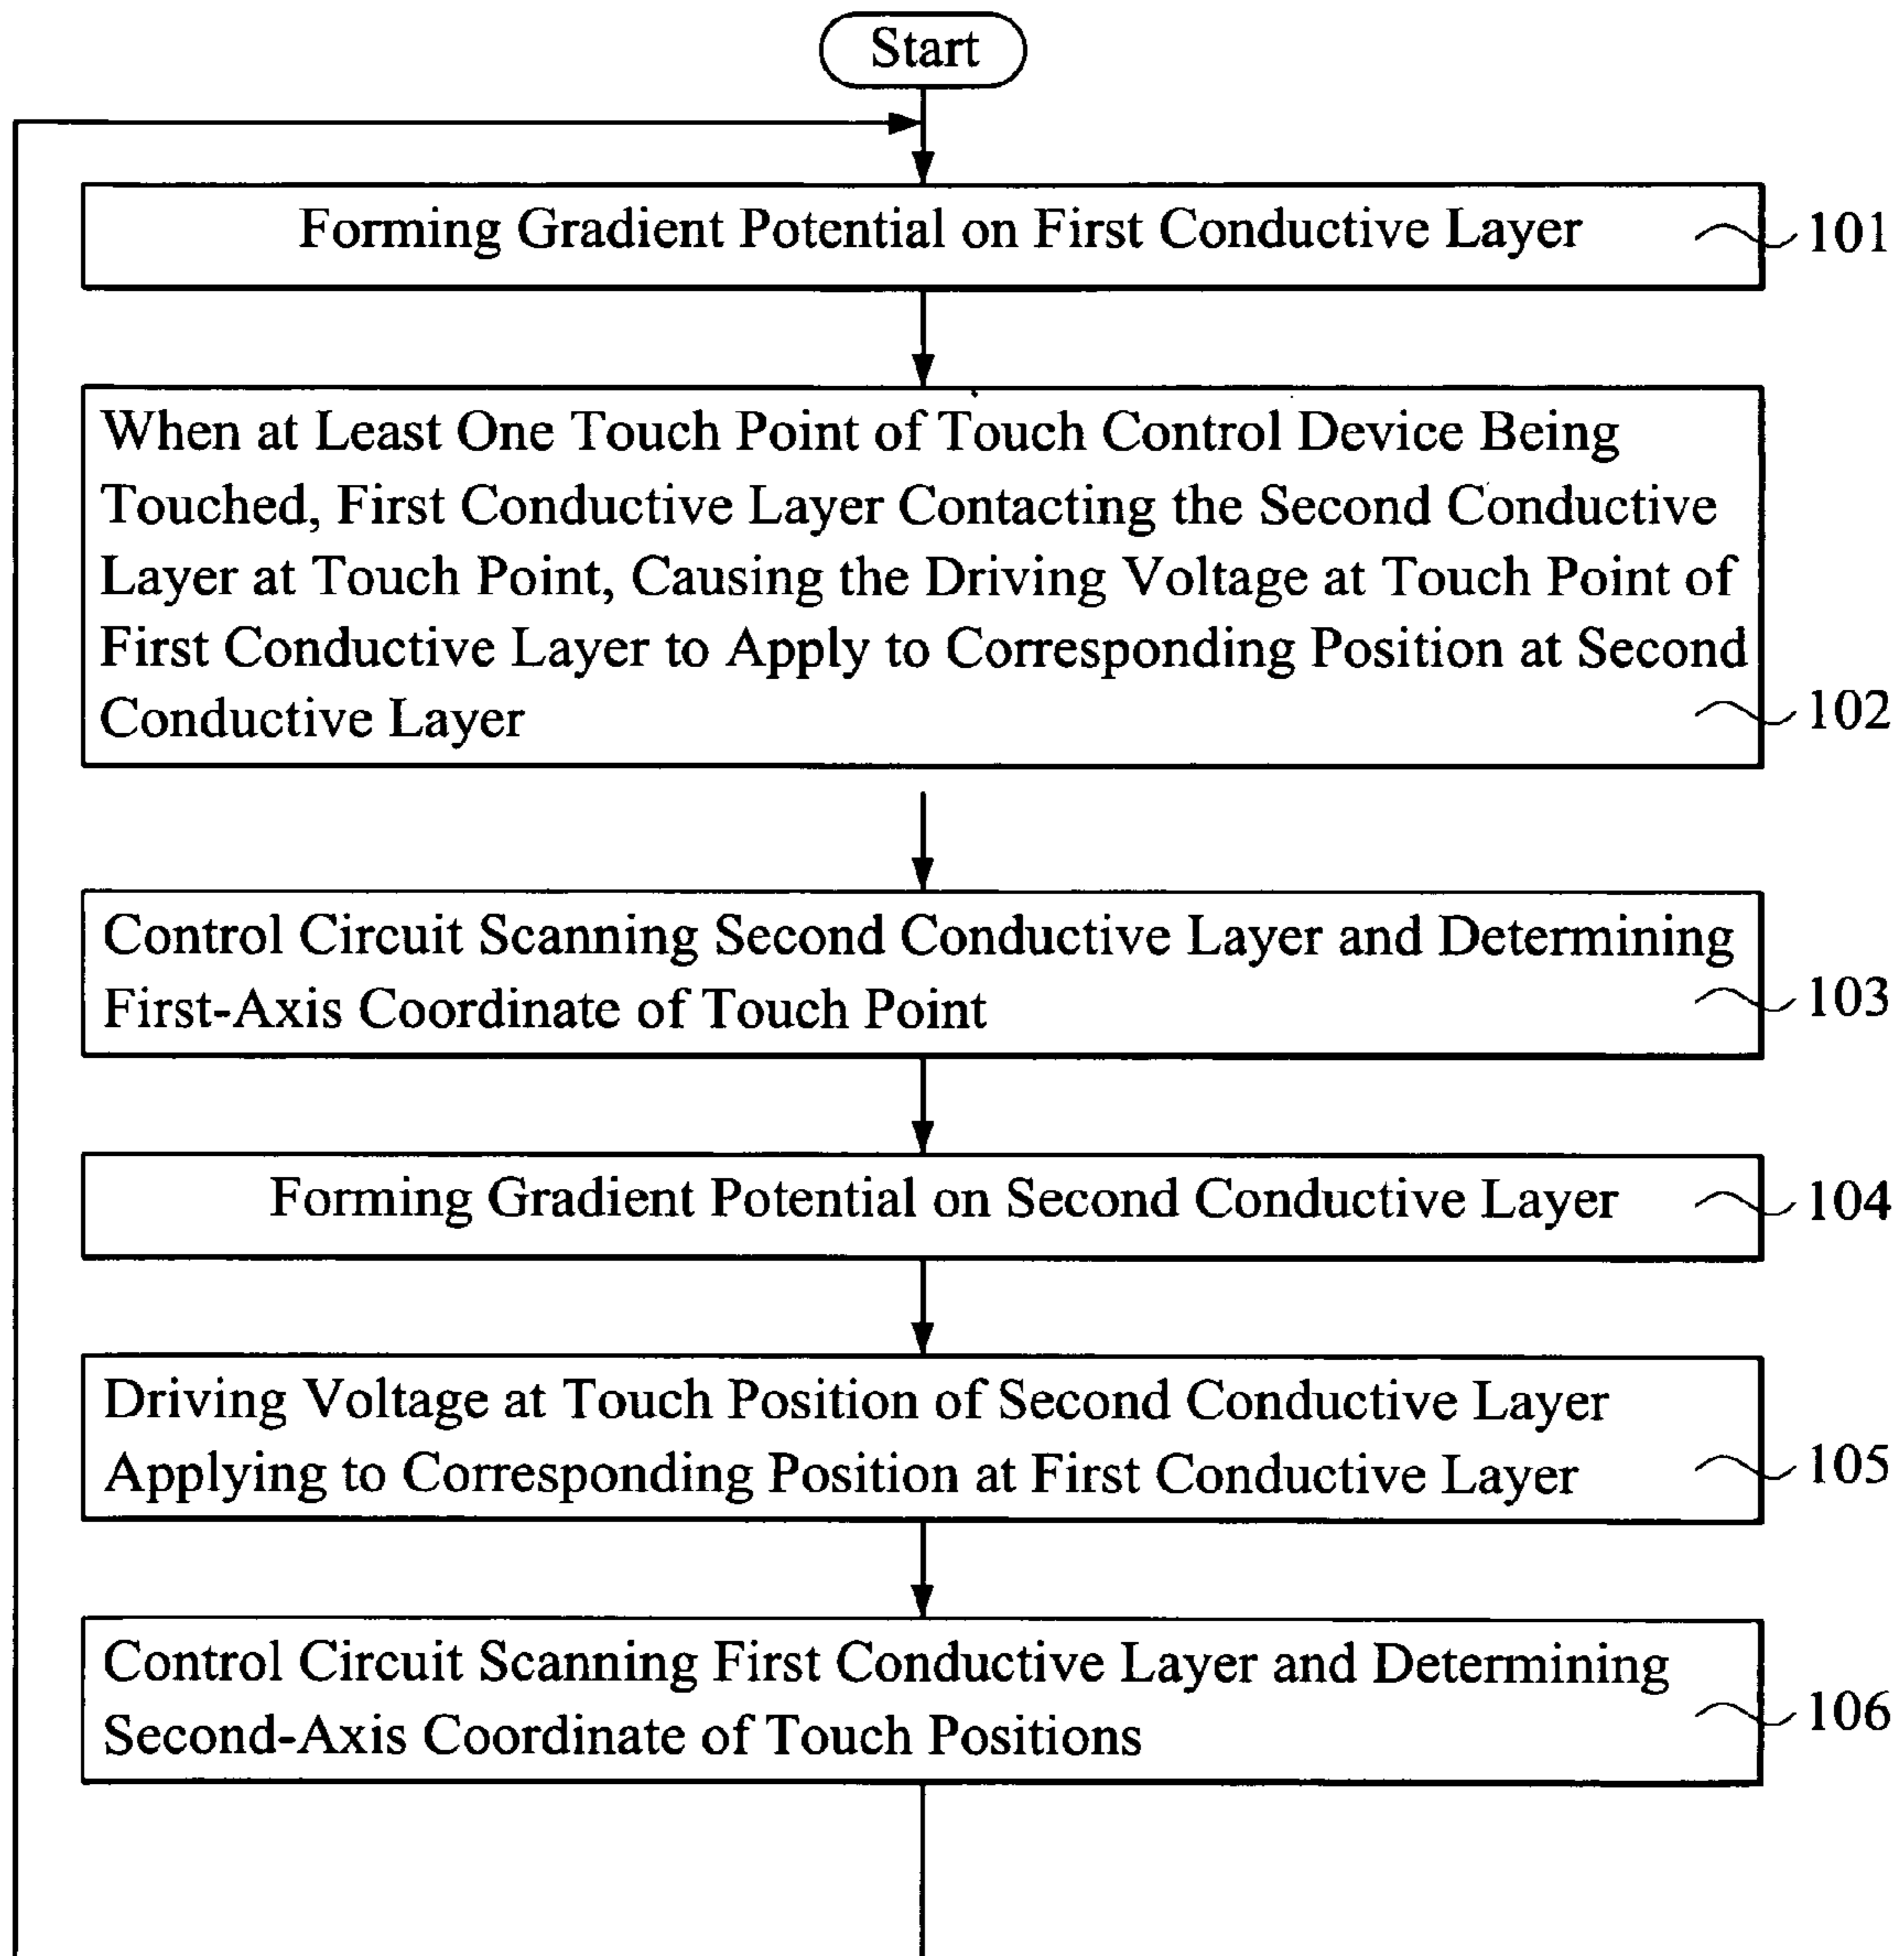 Start
Forming Gradient Potential on First Conductive Layer
101
When at Least One Touch Point of Touch Control Device Being
Touched, First Conductive Layer Contacting the Second Conductive
Layer at Touch Point, Causing the Driving Voltage at Touch Point of
First Conductive Layer to Apply to Corresponding Position at Second
Conductive Layer
102
Control Circuit Scanning Second Conductive Layer and Determining
First-Axis Coordinate of Touch Point
103
Forming Gradient Potential on Second Conductive Layer
104
Driving Voltage at Touch Position of Second Conductive Layer
Applying to Corresponding Position at First Conductive Layer
105
Control Circuit Scanning First Conductive Layer and Determining
Second-Axis Coordinate of Touch Positions
106